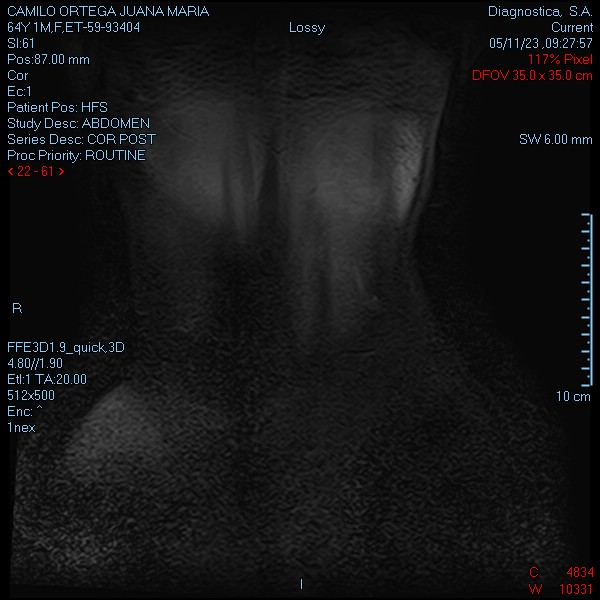 CAMILO ORTEGA JUANA MARIA
64Y 1M,F,ET-59-93404
SI:61
Pos:87.00 mm
Cor
Ec:1
Patient Pos: HFS
Study Desc: ABDOMEN
Series Desc: COR POST
Proc Priority: ROUTINE
< 22 - 61 >
Lossy
Diagnostica, S.A.
Current
05/11/23 ,09:27:57
117% Pixel
DFOV 35.0 x 35.0 cm
SW 6.00 mm
R
FFE3D1.9_quick,3D
4.80//1.90
Etl:1 TA:20.00
512x500
Enc: ^
1nex
10 cm
I
C 4834
W 10331